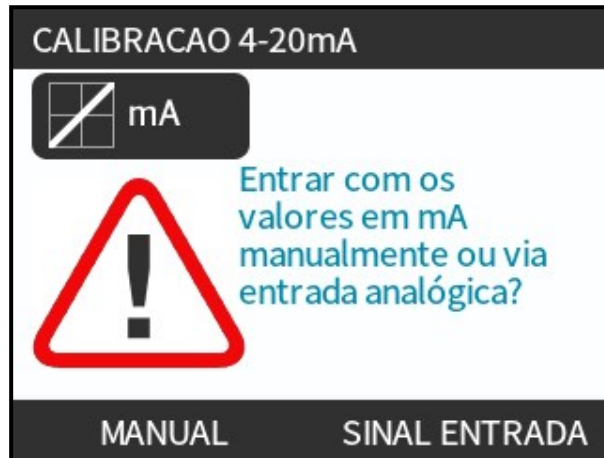 CALIBRACAO 4-20mA
mA
Entrar com os
valores em mA
manualmente ou via
entrada analógica?
!
MANUAL SINAL ENTRADA